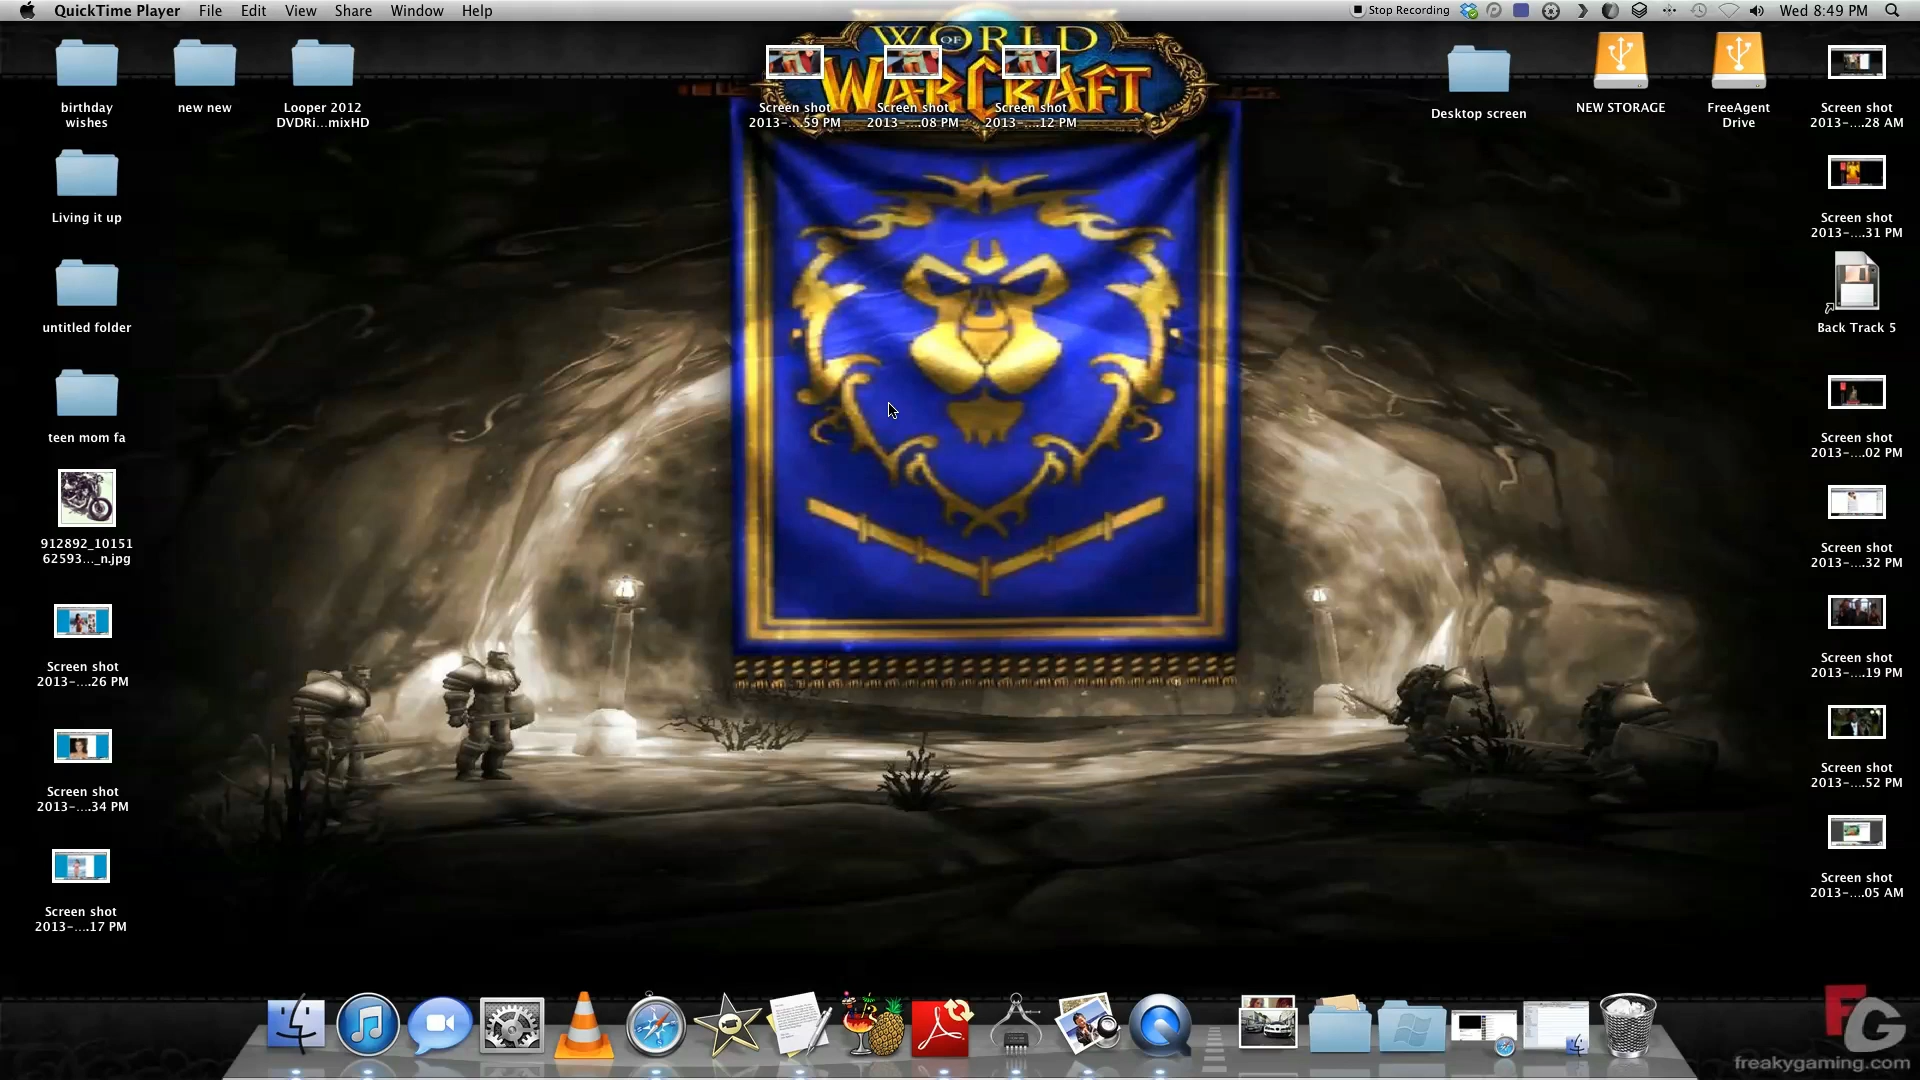 QuickTime Player File Edit View Share Window Help
Stop Recording Wed 8:49 PM
WORLD
OF
WARCRAFT
birthday
wishes
new new
Looper 2012
DVDRi...mixHD
Screen shot
2013-....59 PM
Screen shot
2013-....08 PM
Screen shot
2013-....12 PM
Desktop screen
NEW STORAGE
FreeAgent
Drive
Screen shot
2013-....28 AM
Living it up
Screen shot
2013-....31 PM
untitled folder
Back Track 5
teen mom fa
Screen shot
2013-....02 PM
912892_10151
62593..._n.jpg
Screen shot
2013-....32 PM
Screen shot
2013-....26 PM
Screen shot
2013-....19 PM
Screen shot
2013-....34 PM
Screen shot
2013-....52 PM
Screen shot
2013-....17 PM
Screen shot
2013-....05 AM
FG
freakygaming.com